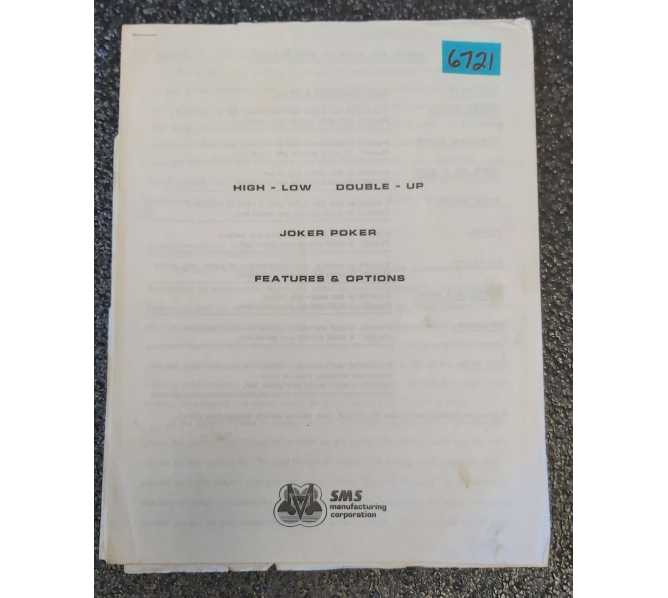 6721
HIGH - LOW DOUBLE - UP
JOKER POKER
FEATURES & OPTIONS
SMS
manufacturing
corporation